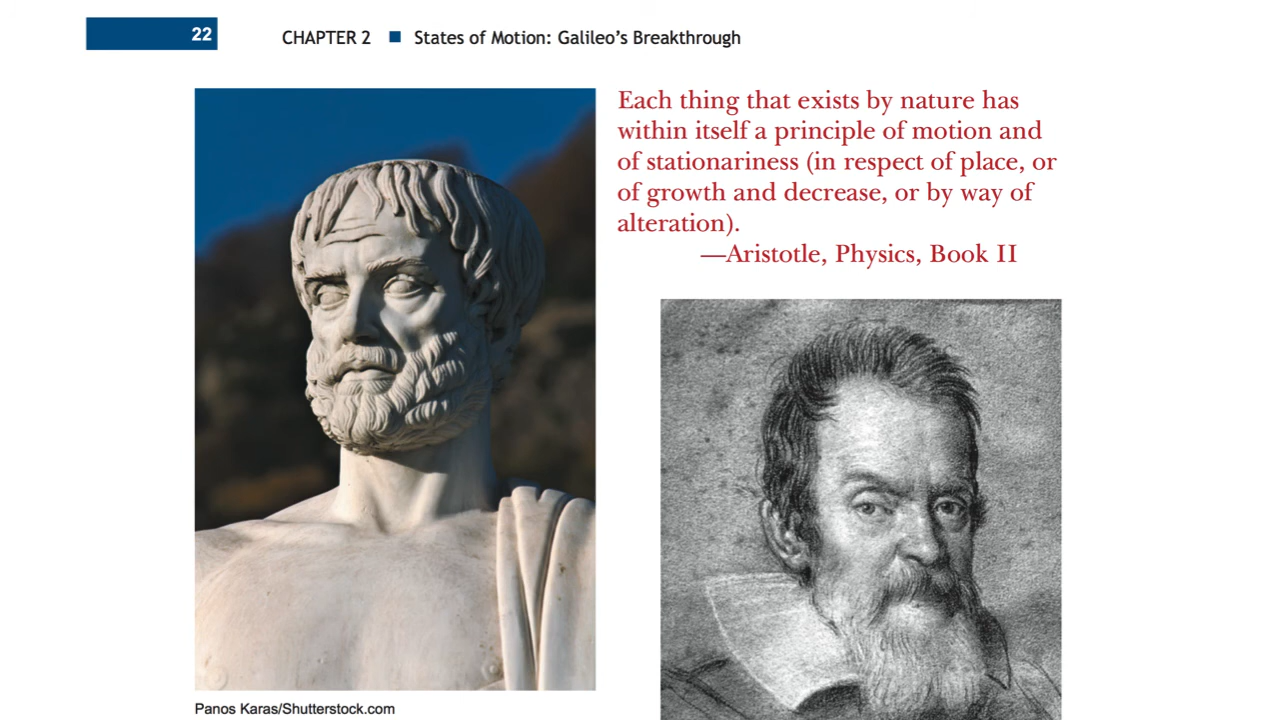 22
CHAPTER 2 ■ States of Motion: Galileo’s Breakthrough
Each thing that exists by nature has
within itself a principle of motion and
of stationariness (in respect of place, or
of growth and decrease, or by way of
alteration).
—Aristotle, Physics, Book II
Panos Karas/Shutterstock.com